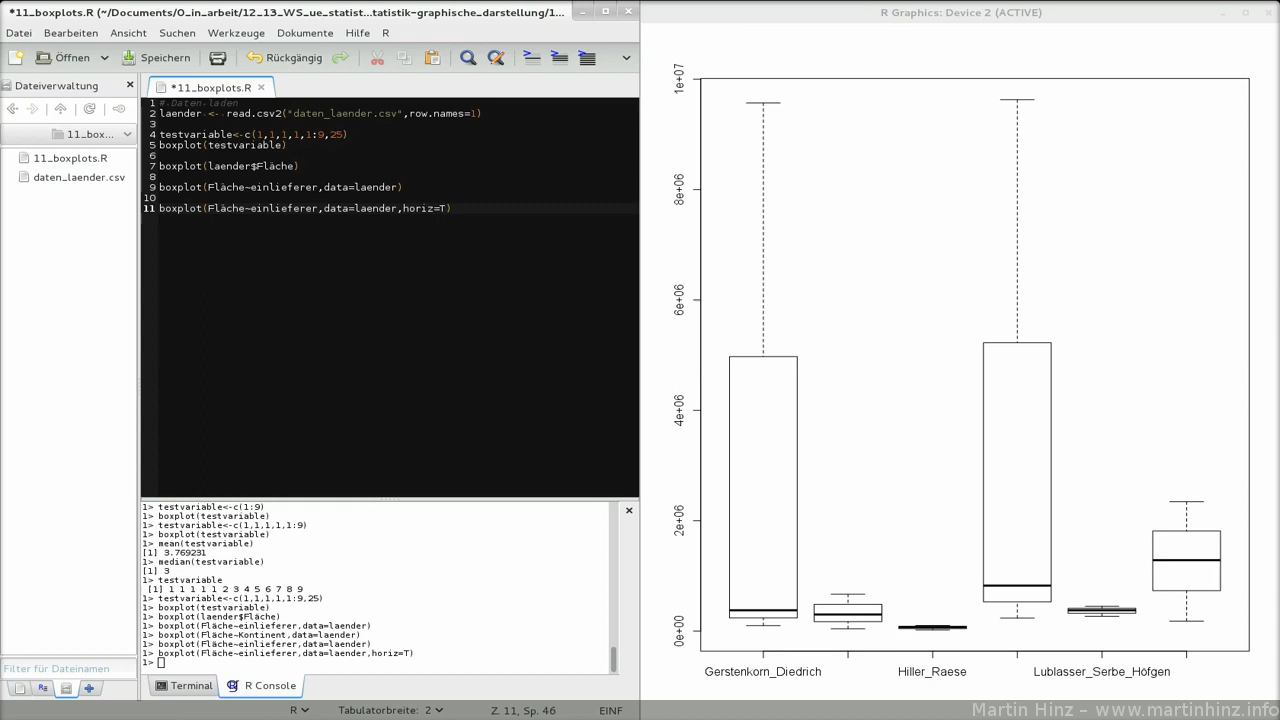 *11_boxplots.R (~/Documents/0_in_arbeit/12_13_WS_ue_statist...tatistik-graphische_darstellung/1...
R Graphics: Device 2 (ACTIVE)
Datei Bearbeiten Ansicht Suchen Werkzeuge Dokumente Hilfe R
Öffnen Speichern Rückgängig
Dateiverwaltung
*11_boxplots.R
11_box...
11_boxplots.R
daten_laender.csv
1 # Daten laden
2 laender <- read.csv2("daten_laender.csv",row.names=1)
3
4 testvariable<-c(1,1,1,1,1:9,25)
5 boxplot(testvariable)
6
7 boxplot(laender$Fläche)
8
9 boxplot(Fläche~einlieferer,data=laender)
10
11 boxplot(Fläche~einlieferer,data=laender,horiz=T)
1> testvariable<-c(1:9)
1> boxplot(testvariable)
1> testvariable<-c(1,1,1,1,1:9)
1> boxplot(testvariable)
1> mean(testvariable)
[1] 3.769231
1> median(testvariable)
[1] 3
1> testvariable
[1] 1 1 1 1 1 2 3 4 5 6 7 8 9
1> testvariable<-c(1,1,1,1,1:9,25)
1> boxplot(testvariable)
1> boxplot(laender$Fläche)
1> boxplot(Fläche~einlieferer,data=laender)
1> boxplot(Fläche~Kontinent,data=laender)
1> boxplot(Fläche~einlieferer,data=laender)
1> boxplot(Fläche~einlieferer,data=laender,horiz=T)
1>
Filter für Dateinamen
Terminal R Console
R Tabulatorbreite: 2 Z. 11, Sp. 46 EINF
1e+07
8e+06
6e+06
4e+06
2e+06
0e+00
Gerstenkorn_Diedrich Hiller_Raese Lublasser_Serbe_Höfgen
Martin Hinz - www.martinhinz.info